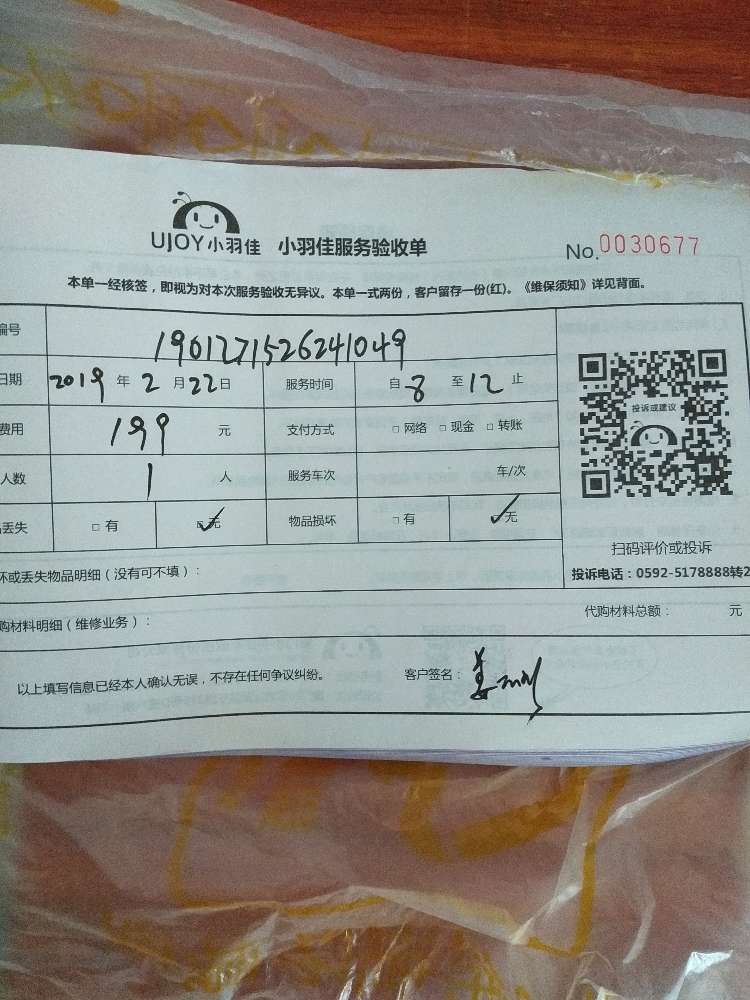 UJOY小羽佳 小羽佳服务验收单 No.0030677
本单一经核签，即视为对本次服务验收无异议。本单一式两份，客户留存一份(红)。《维保须知》详见背面。
编号 1901271526241049
日期 2019 年 2 月 22 日 服务时间 自 8 至 12 止
费用 199 元 支付方式 □ 网络 □ 现金 □ 转账
人数 1 人 服务车次 车/次
丢失 □ 有 ☑ 无 物品损坏 □ 有 ☑ 无
投诉或建议
扫码评价或投诉
投诉电话：0592-5178888转2
坏或丢失物品明细（没有可不填）：
购材料明细（维修业务）： 代购材料总额： 元
以上填写信息已经本人确认无误，不存在任何争议纠纷。 客户签名：